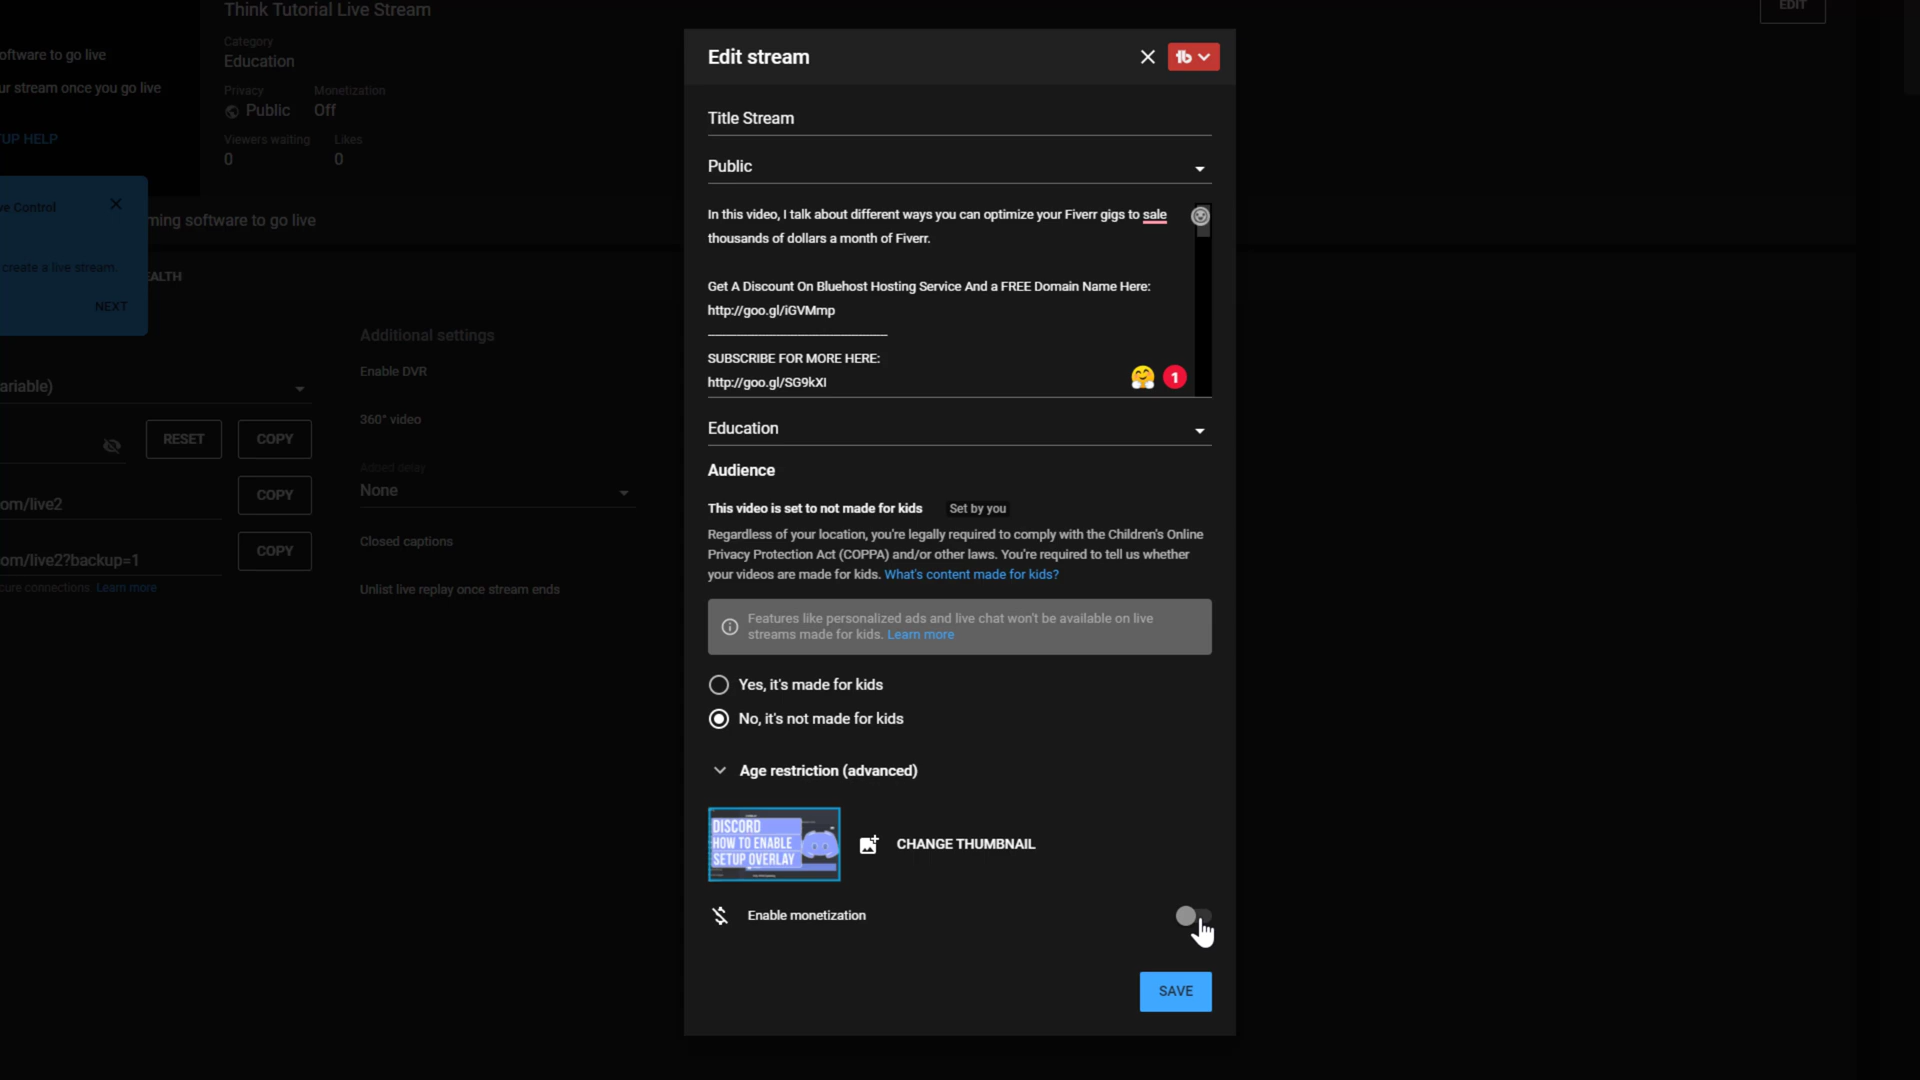 Think Tutorial Live Stream
EDIT
Category
oftware to go live
Education
ur stream once you go live
Privacy
Monetization
Public
Off
UP HELP
Viewers waiting
Likes
0
0
ve Control
ming software to go live
create a live stream.
EALTH
NEXT
Additional settings
Enable DVR
ariable)
360° video
RESET
COPY
Added delay
None
COPY
om/live2
Closed captions
COPY
om/live2?backup=1
cure connections. Learn more
Unlist live replay once stream ends
Edit stream
Title Stream
Public
In this video, I talk about different ways you can optimize your Fiverr gigs to sale
thousands of dollars a month of Fiverr.
Get A Discount On Bluehost Hosting Service And a FREE Domain Name Here:
http://goo.gl/iGVMmp
SUBSCRIBE FOR MORE HERE:
http://goo.gl/SG9kXI
1
Education
Audience
This video is set to not made for kids
Set by you
Regardless of your location, you're legally required to comply with the Children's Online
Privacy Protection Act (COPPA) and/or other laws. You're required to tell us whether
your videos are made for kids. What's content made for kids?
Features like personalized ads and live chat won't be available on live
streams made for kids. Learn more
Yes, it's made for kids
No, it's not made for kids
Age restriction (advanced)
DISCORD
HOW TO ENABLE
SETUP OVERLAY
CHANGE THUMBNAIL
Enable monetization
SAVE